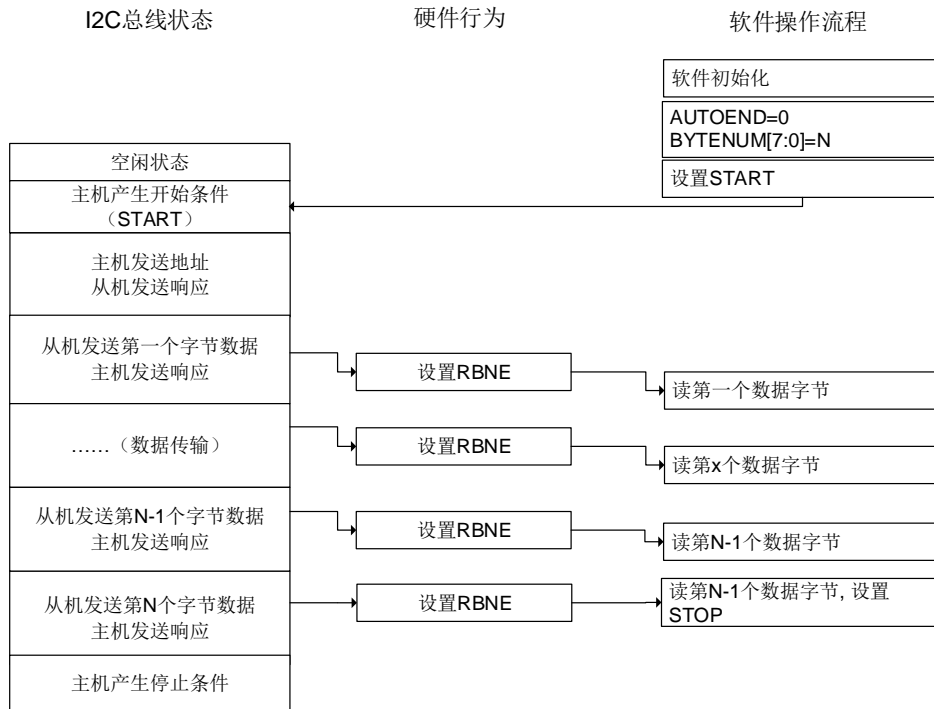 I2C总线状态
硬件行为
软件操作流程
软件初始化
AUTOEND=0
BYTENUM[7:0]=N
设置START
空闲状态
主机产生开始条件
（START）
主机发送地址
从机发送响应
从机发送第一个字节数据
主机发送响应
设置RBNE
读第一个数据字节
……（数据传输）
设置RBNE
读第x个数据字节
从机发送第N-1个字节数据
主机发送响应
设置RBNE
读第N-1个数据字节
从机发送第N个字节数据
主机发送响应
设置RBNE
读第N-1个数据字节, 设置
STOP
主机产生停止条件